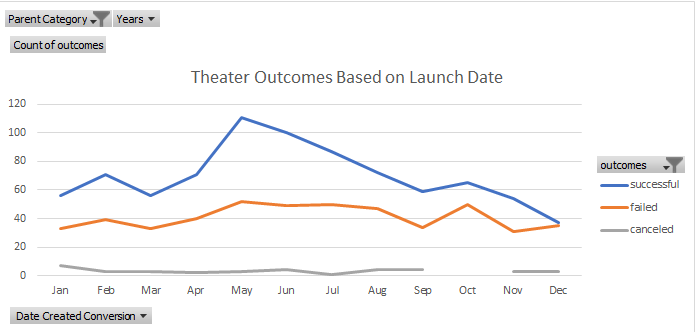 Parent Category Years
Count of outcomes
Theater Outcomes Based on Launch Date
120
100
80
60
40
20
0
Jan Feb Mar Apr May Jun Jul Aug Sep Oct Nov Dec
outcomes
successful
failed
canceled
Date Created Conversion